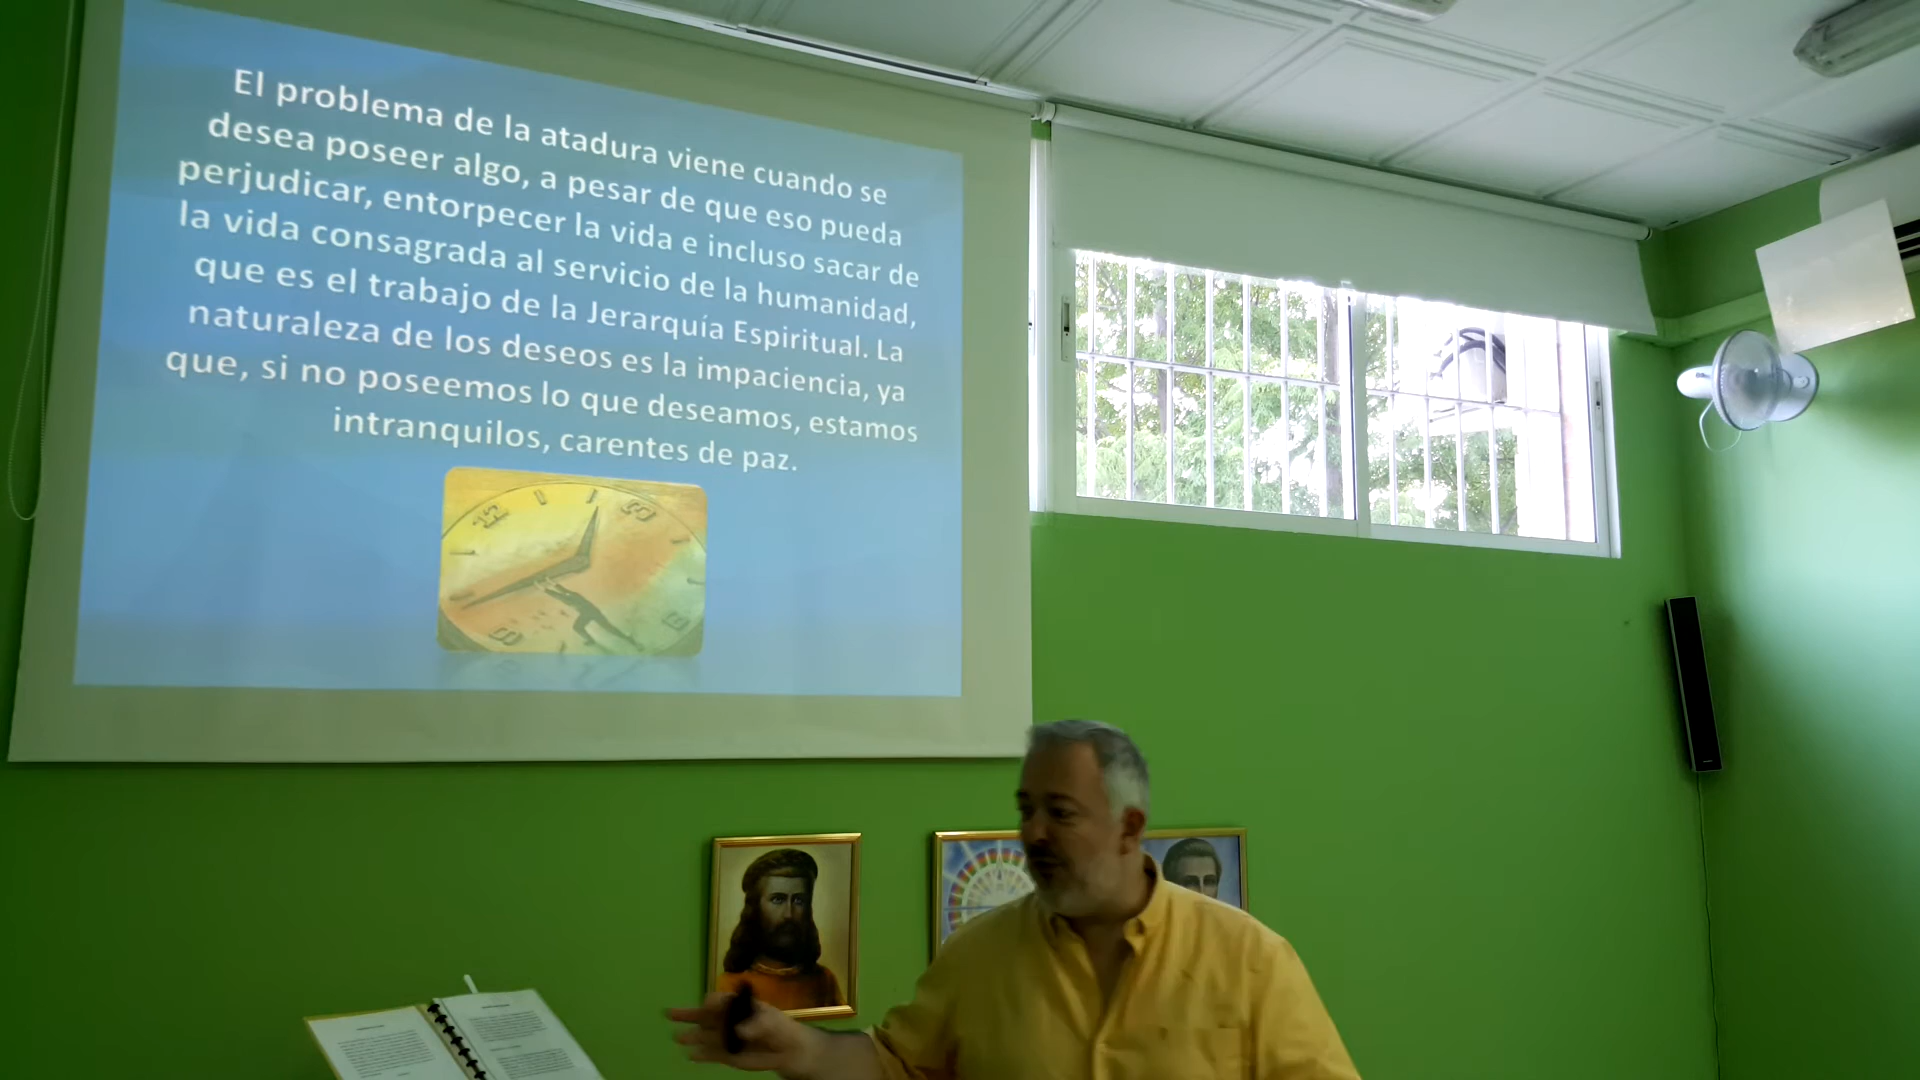 El problema de la atadura viene cuando se
desea poseer algo, a pesar de que eso pueda
perjudicar, entorpecer la vida e incluso sacar de
la vida consagrada al servicio de la humanidad,
que es el trabajo de la Jerarquía Espiritual. La
naturaleza de los deseos es la impaciencia, ya
que, si no poseemos lo que deseamos, estamos
intranquilos, carentes de paz.
12